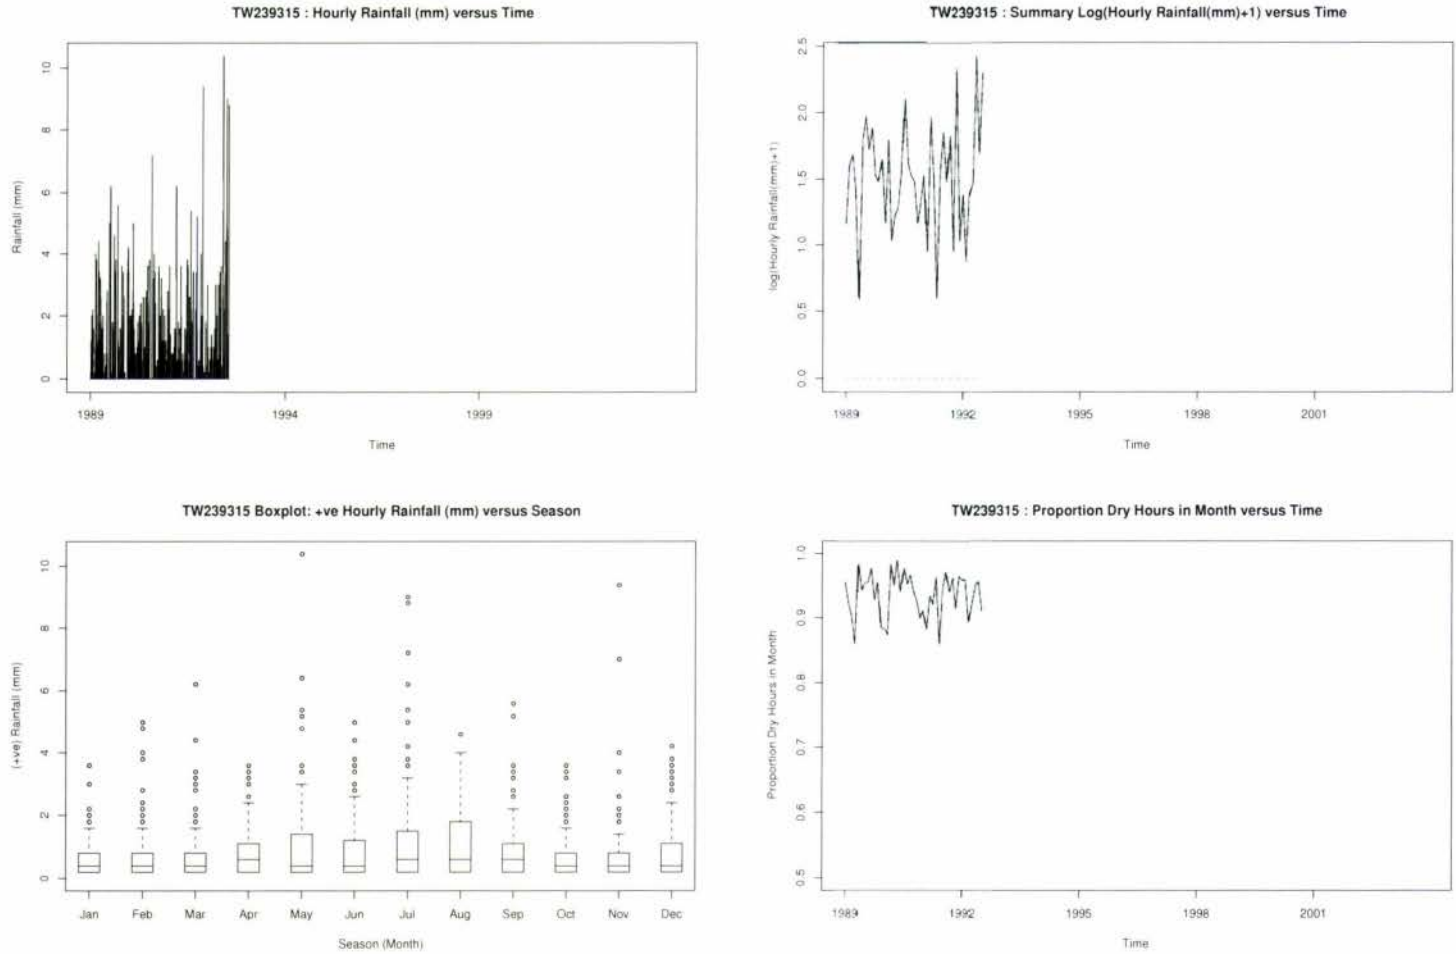 TW239315 : Hourly Rainfall (mm) versus Time
Rainfall (mm)
10
8
6
4
2
0
1989
1994
1999
Time
TW239315 : Summary Log(Hourly Rainfall(mm)+1) versus Time
log(Hourly Rainfall(mm)+1)
2.5
2.0
1.5
1.0
0.5
0.0
1989
1992
1995
1998
2001
Time
TW239315 Boxplot: +ve Hourly Rainfall (mm) versus Season
(+ve) Rainfall (mm)
10
8
6
4
2
0
Jan
Feb
Mar
Apr
May
Jun
Jul
Aug
Sep
Oct
Nov
Dec
Season (Month)
TW239315 : Proportion Dry Hours in Month versus Time
Proportion Dry Hours in Month
1.0
0.9
0.8
0.7
0.6
0.5
1989
1992
1995
1998
2001
Time